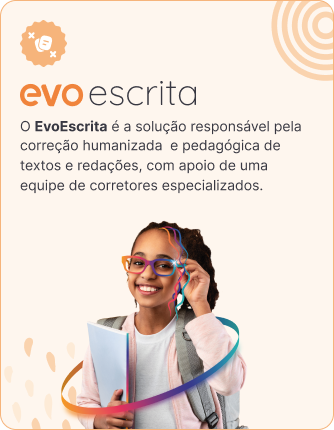 evo escrita
O EvoEscrita é a solução responsável pela
correção humanizada e pedagógica de
textos e redações, com apoio de uma
equipe de corretores especializados.